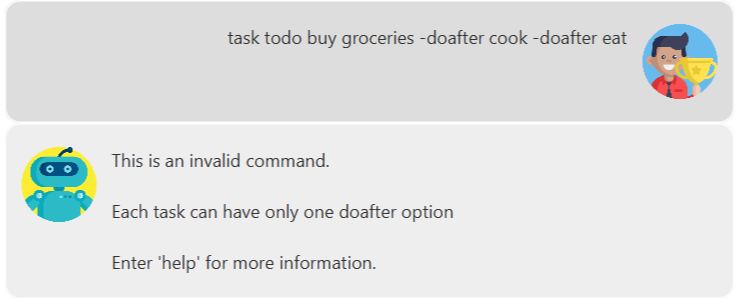 task todo buy groceries -doafter cook -doafter eat
This is an invalid command.
Each task can have only one doafter option
Enter 'help' for more information.